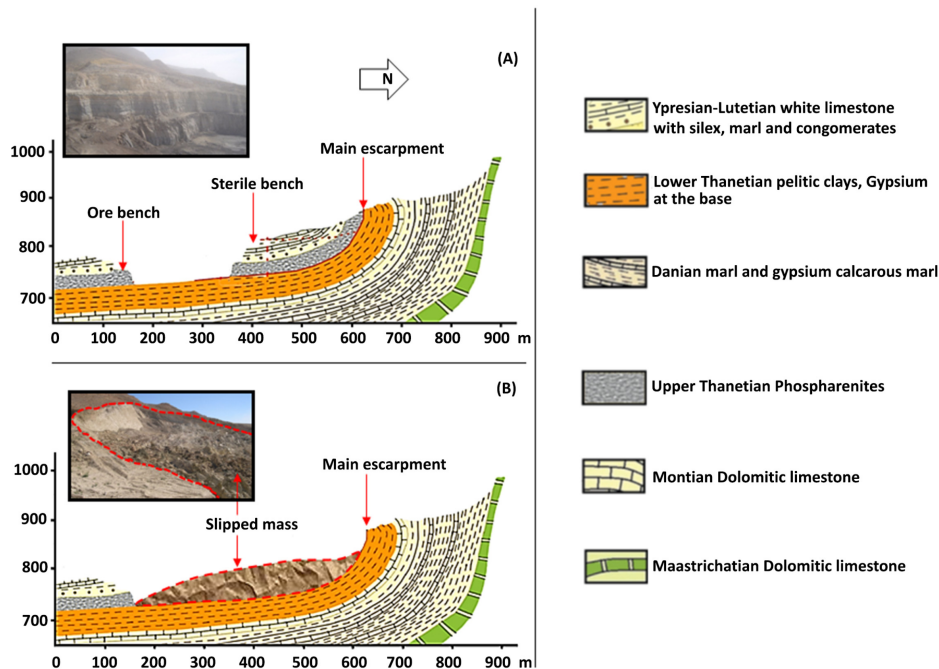 (A)
N
Main escarpment
Sterile bench
Ore bench
1000
900
800
700
0 100 200 300 400 500 600 700 800 900 m
(B)
Main escarpment
Slipped mass
1000
900
800
700
0 100 200 300 400 500 600 700 800 900 m
Ypresian-Lutetian white limestone
with silex, marl and congomerates
Lower Thanetian pelitic clays, Gypsium
at the base
Danian marl and gypsium calcarous marl
Upper Thanetian Phospharenites
Montian Dolomitic limestone
Maastrichatian Dolomitic limestone